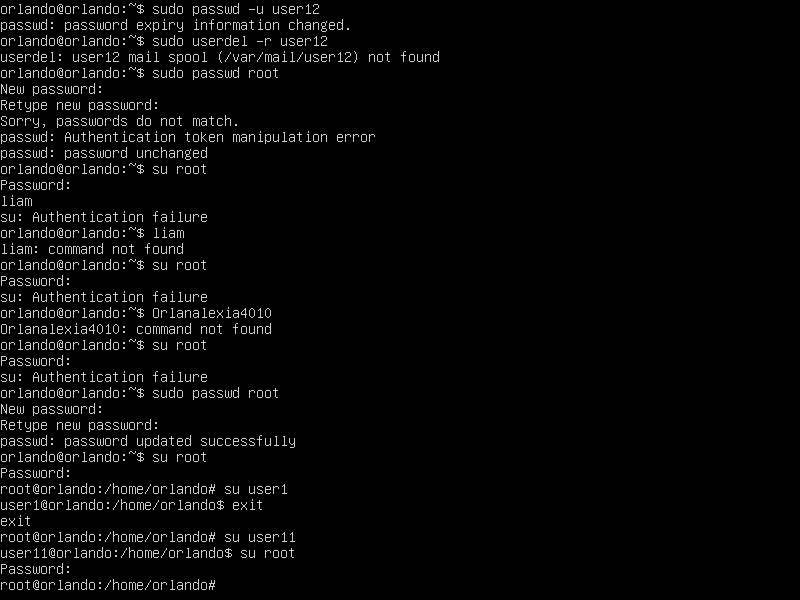 orlando@orlando:~$ sudo passwd -u user12
passwd: password expiry information changed.
orlando@orlando:~$ sudo userdel -r user12
userdel: user12 mail spool (/var/mail/user12) not found
orlando@orlando:~$ sudo passwd root
New password:
Retype new password:
Sorry, passwords do not match.
passwd: Authentication token manipulation error
passwd: password unchanged
orlando@orlando:~$ su root
Password:
liam
su: Authentication failure
orlando@orlando:~$ liam
liam: command not found
orlando@orlando:~$ su root
Password:
su: Authentication failure
orlando@orlando:~$ Orlanalexia4010
Orlanalexia4010: command not found
orlando@orlando:~$ su root
Password:
su: Authentication failure
orlando@orlando:~$ sudo passwd root
New password:
Retype new password:
passwd: password updated successfully
orlando@orlando:~$ su root
Password:
root@orlando:/home/orlando# su user1
user1@orlando:/home/orlando$ exit
exit
root@orlando:/home/orlando# su user11
user11@orlando:/home/orlando$ su root
Password:
root@orlando:/home/orlando#